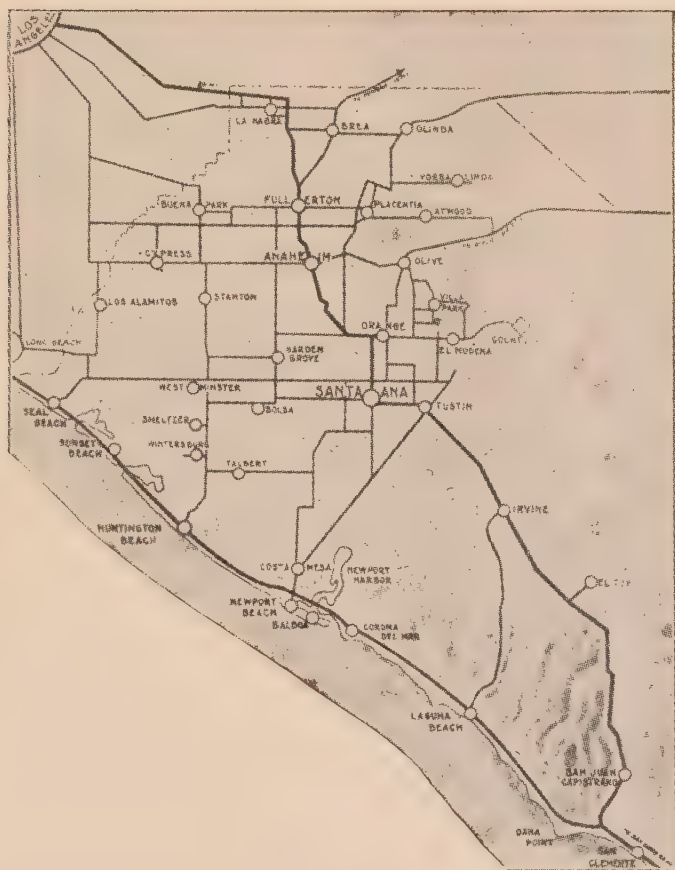 LOS
ANGELES
LA HABRA
BREA
OLINDA
YORBA LINDA
BUENA PARK
FULLERTON
PLACENTIA
ATWOOD
CYPRESS
ANAHEIM
OLIVE
LOS ALAMITOS
STANTON
VILLA
PARK
ORANGE
LONG BEACH
GARDEN
GROVE
EL MODENA
WESTMINSTER
SANTA ANA
SEAL
BEACH
BOLSA
TUSTIN
SMELTZER
SUNSET
BEACH
WINTERSBURG
TALBERT
IRVINE
HUNTINGTON
BEACH
COSTA MESA
NEWPORT
HARBOR
NEWPORT
BEACH
BALBOA
CORONA
DEL MAR
LAGUNA
BEACH
SAN JUAN
CAPISTRANO
DANA
POINT
SAN
CLEMENTE